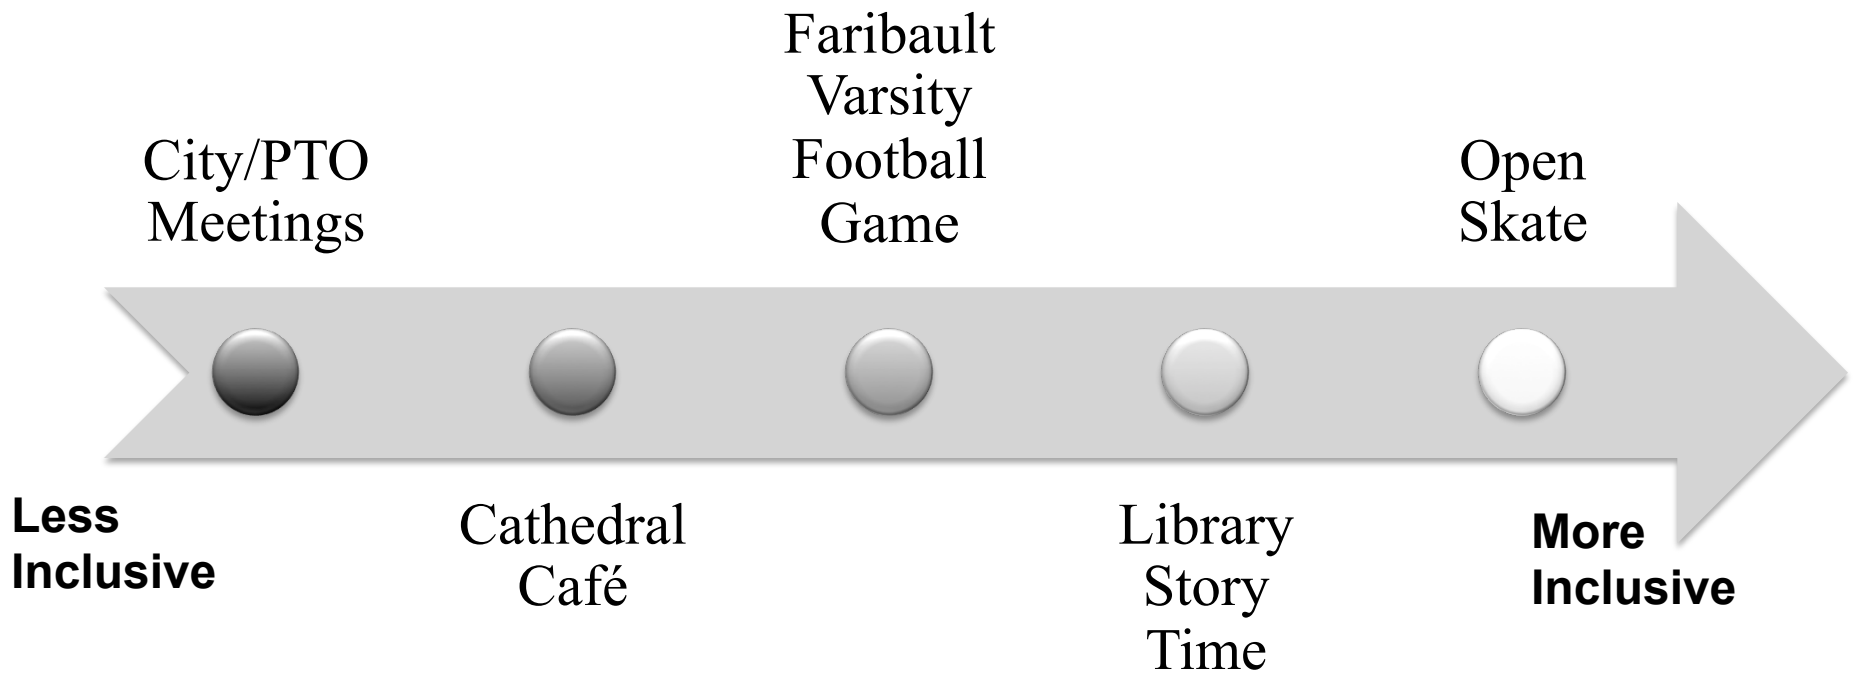 Faribault
Varsity
Football
Game
City/PTO
Meetings
Open
Skate
Less
Inclusive
Cathedral
Café
Library
Story
Time
More
Inclusive